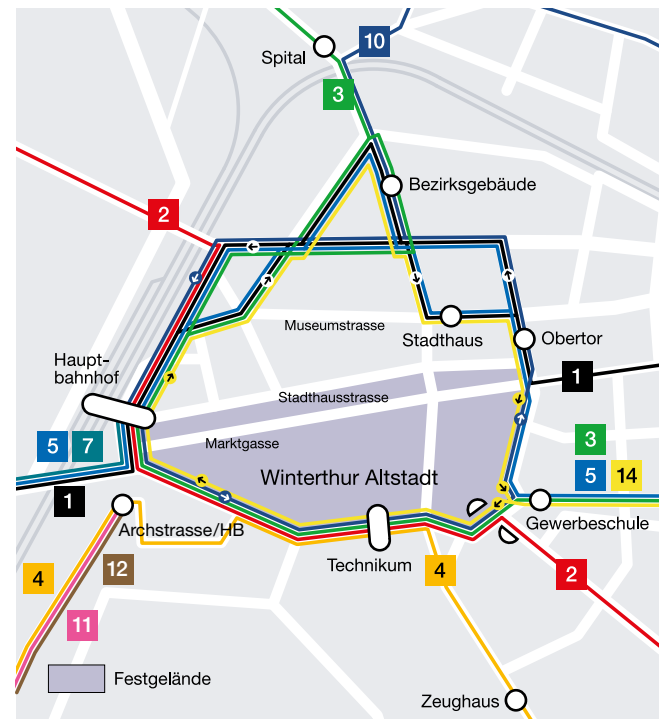 Spital
10
3
Bezirksgebäude
2
Museumstrasse
Stadthaus
Obertor
Haupt-
bahnhof
Stadthausstrasse
1
Marktgasse
5 7
3
1
Winterthur Altstadt
5 14
Archstrasse/HB
Gewerbeschule
Technikum
4
12
4
2
11
Festgelände
Zeughaus